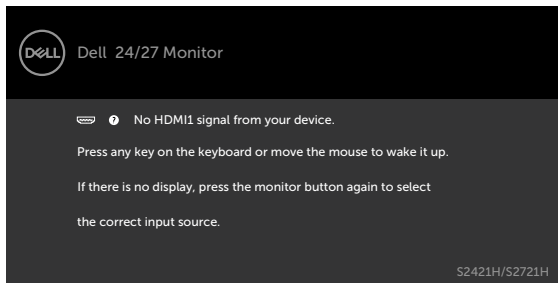 DELL
Dell 24/27 Monitor
? No HDMI1 signal from your device.
Press any key on the keyboard or move the mouse to wake it up.
If there is no display, press the monitor button again to select
the correct input source.
S2421H/S2721H